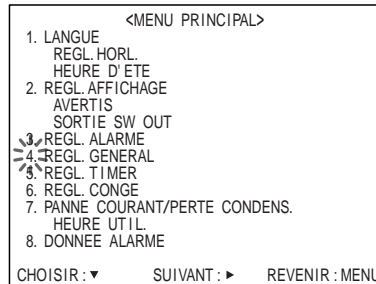 <MENU PRINCIPAL>
1. LANGUE
REGL. HORL.
HEURE D'ETE
2. REGL. AFFICHAGE
AVERTIS
SORTIE SW OUT
3. REGL. ALARME
4. REGL. GENERAL
5. REGL. TIMER
6. REGL. CONGE
7. PANNE COURANT/PERTE CONDENS.
HEURE UTIL.
8. DONNEE ALARME
CHOISIR : ▼ SUIVANT : ► REVENIR : MENU